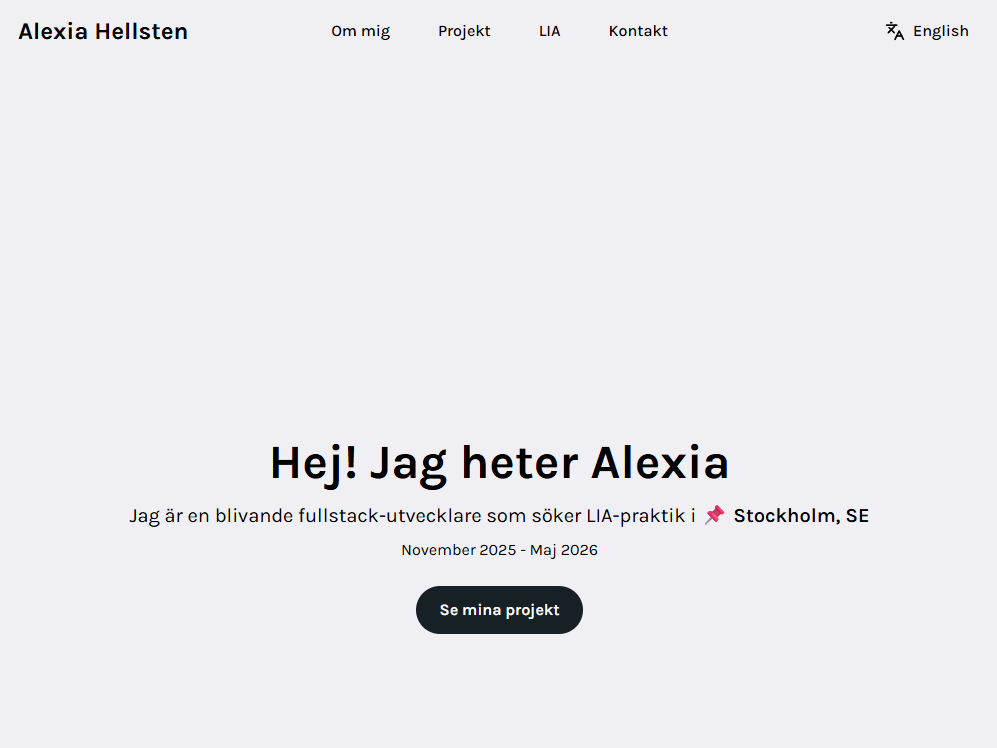 Alexia Hellsten
Om mig
Projekt
LIA
Kontakt
English
Hej! Jag heter Alexia
Jag är en blivande fullstack-utvecklare som söker LIA-praktik i 📌 Stockholm, SE
November 2025 - Maj 2026
Se mina projekt